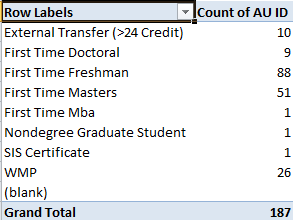 Row Labels Count of AU ID
External Transfer (>24 Credit) 10
First Time Doctoral 9
First Time Freshman 88
First Time Masters 51
First Time Mba 1
Nondegree Graduate Student 1
SIS Certificate 1
WMP 26
(blank)
Grand Total 187